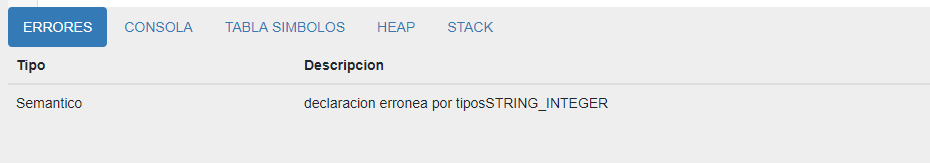 ERRORES CONSOLA TABLA SIMBOLOS HEAP STACK
Tipo Descripcion
Semantico declaracion erronea por tiposSTRING_INTEGER